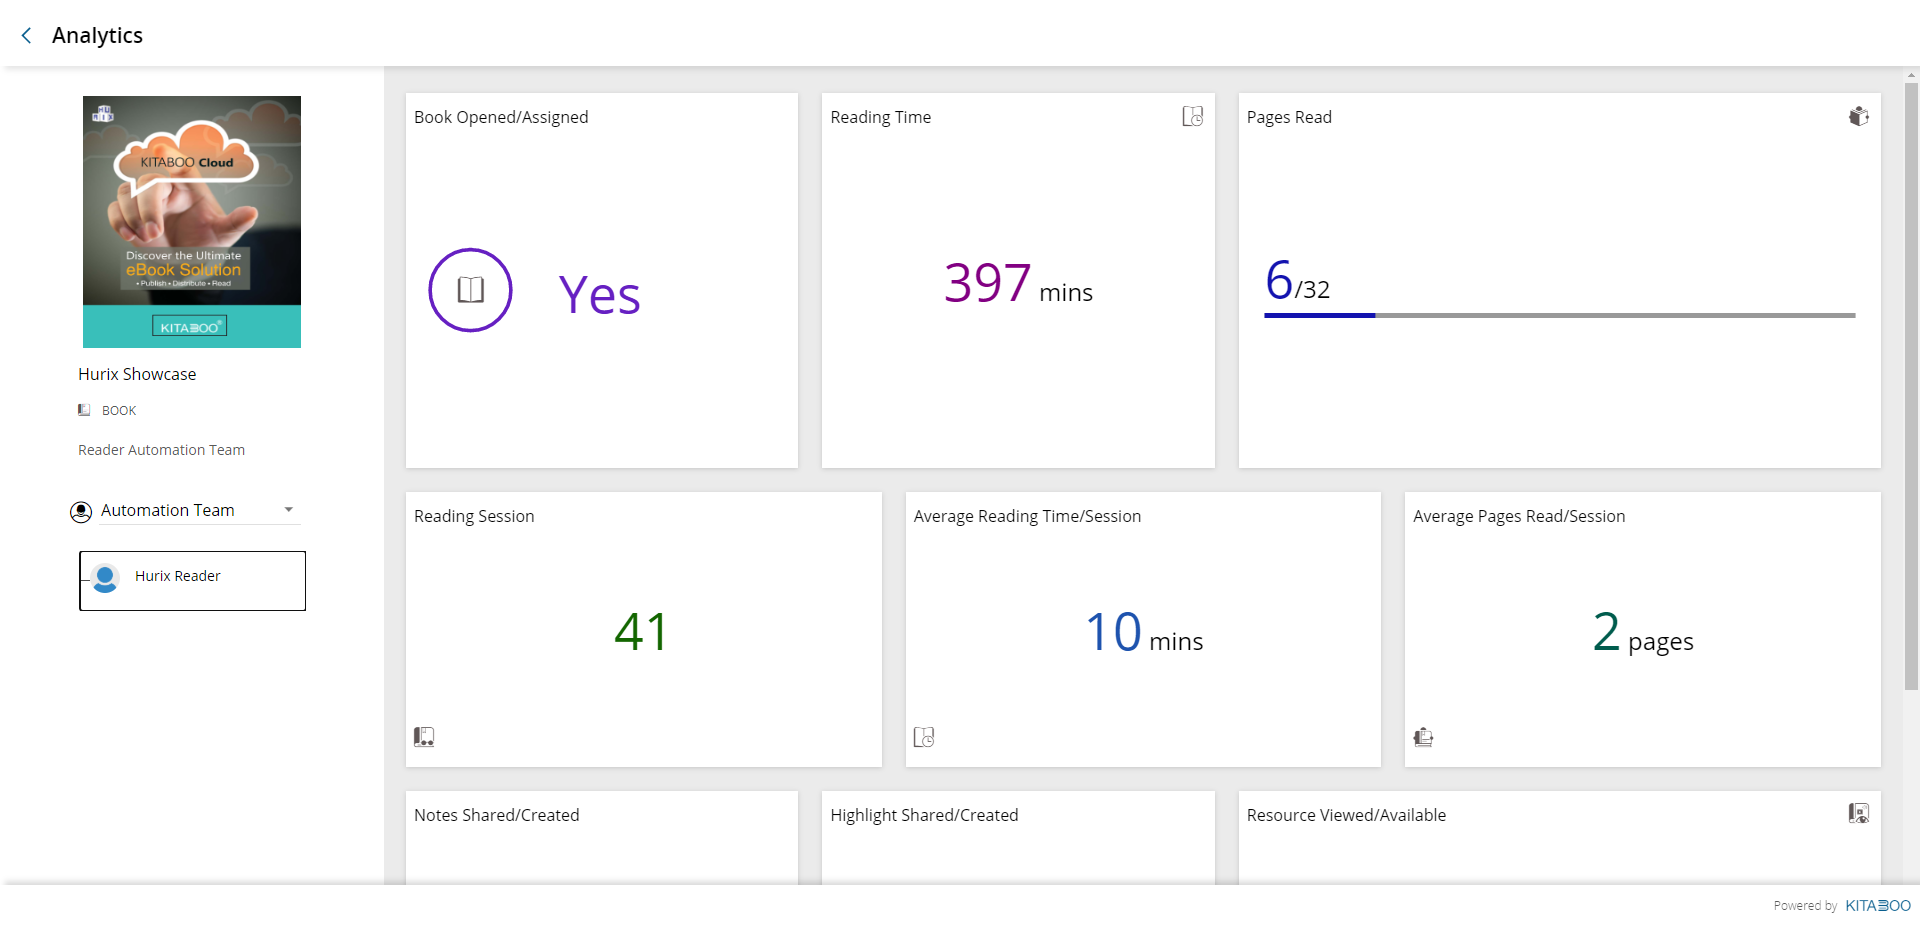 Analytics
HU
RIX
KITABOO Cloud
Discover the Ultimate
eBook Solution
• Publish • Distribute • Read
KITABOO®
Hurix Showcase
BOOK
Reader Automation Team
Automation Team
Hurix Reader
Book Opened/Assigned
Yes
Reading Time
397 mins
Pages Read
6/32
Reading Session
41
Average Reading Time/Session
10 mins
Average Pages Read/Session
2 pages
Notes Shared/Created
Highlight Shared/Created
Resource Viewed/Available
Powered by KITABOO